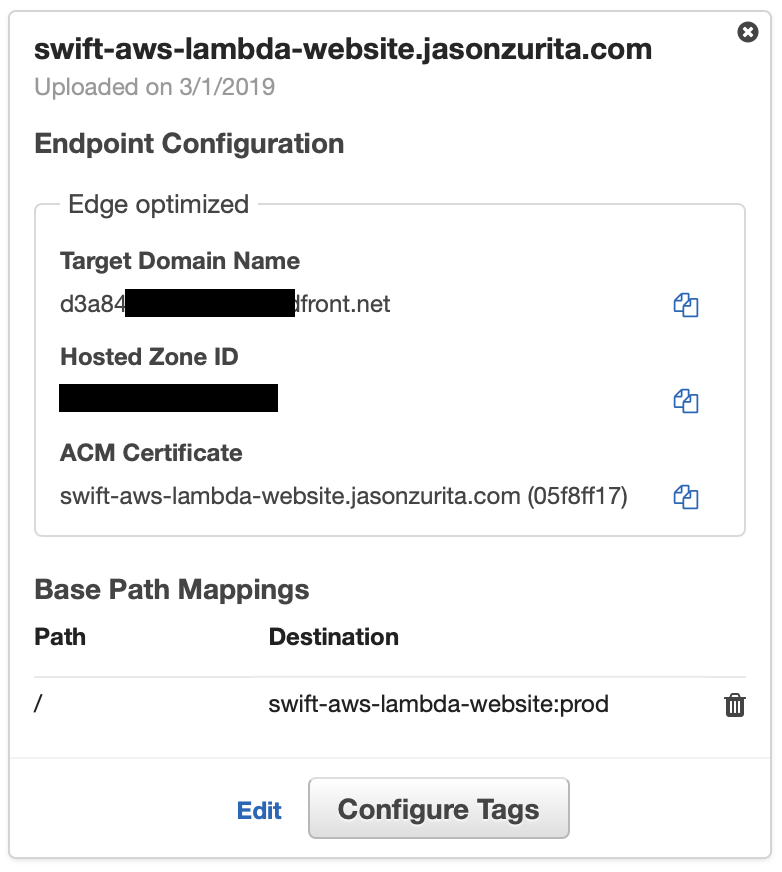 swift-aws-lambda-website.jasonzurita.com
Uploaded on 3/1/2019
Endpoint Configuration
Edge optimized
Target Domain Name
d3a84 dfront.net
Hosted Zone ID
ACM Certificate
swift-aws-lambda-website.jasonzurita.com (05f8ff17)
Base Path Mappings
Path Destination
/ swift-aws-lambda-website:prod
Edit Configure Tags